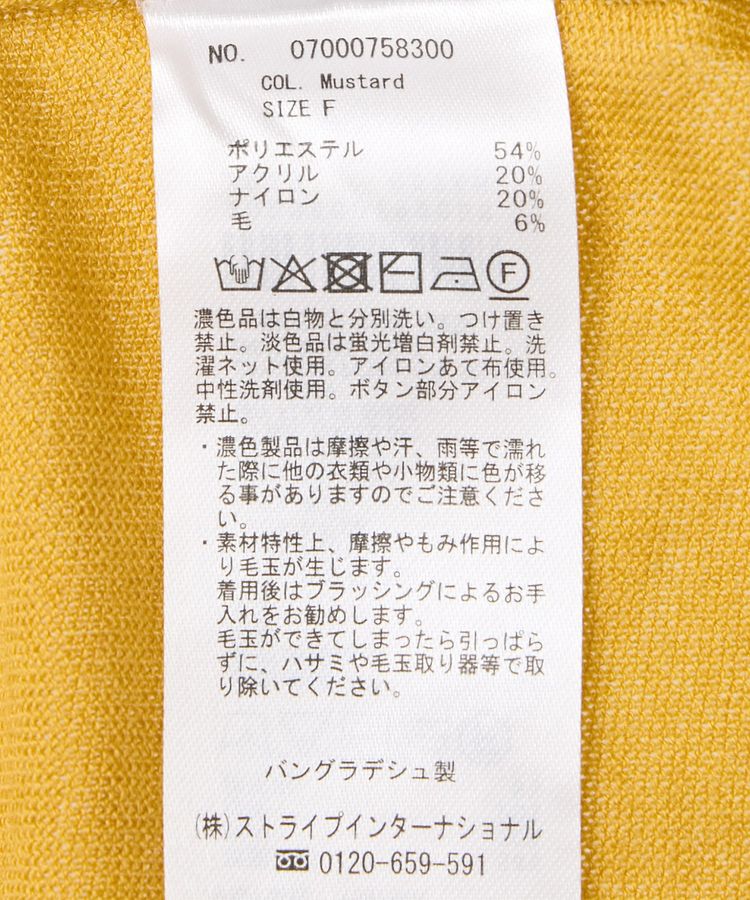 NO. 07000758300
COL. Mustard
SIZE F
ポリエステル 54%
アクリル 20%
ナイロン 20%
毛 6%
F
濃色品は白物と分別洗い。つけ置き
禁止。淡色品は蛍光増白剤禁止。洗
濯ネット使用。アイロンあて布使用。
中性洗剤使用。ボタン部分アイロン
禁止。
・濃色製品は摩擦や汗、雨等で濡れ
た際に他の衣類や小物類に色が移
る事がありますのでご注意くださ
い。
・素材特性上、摩擦やもみ作用によ
り毛玉が生じます。
着用後はブラッシングによるお手
入れをお勧めします。
毛玉ができてしまったら引っぱら
ずに、ハサミや毛玉取り器等で取
り除いてください。
バングラデシュ製
(株)ストライプインターナショナル
0120-659-591